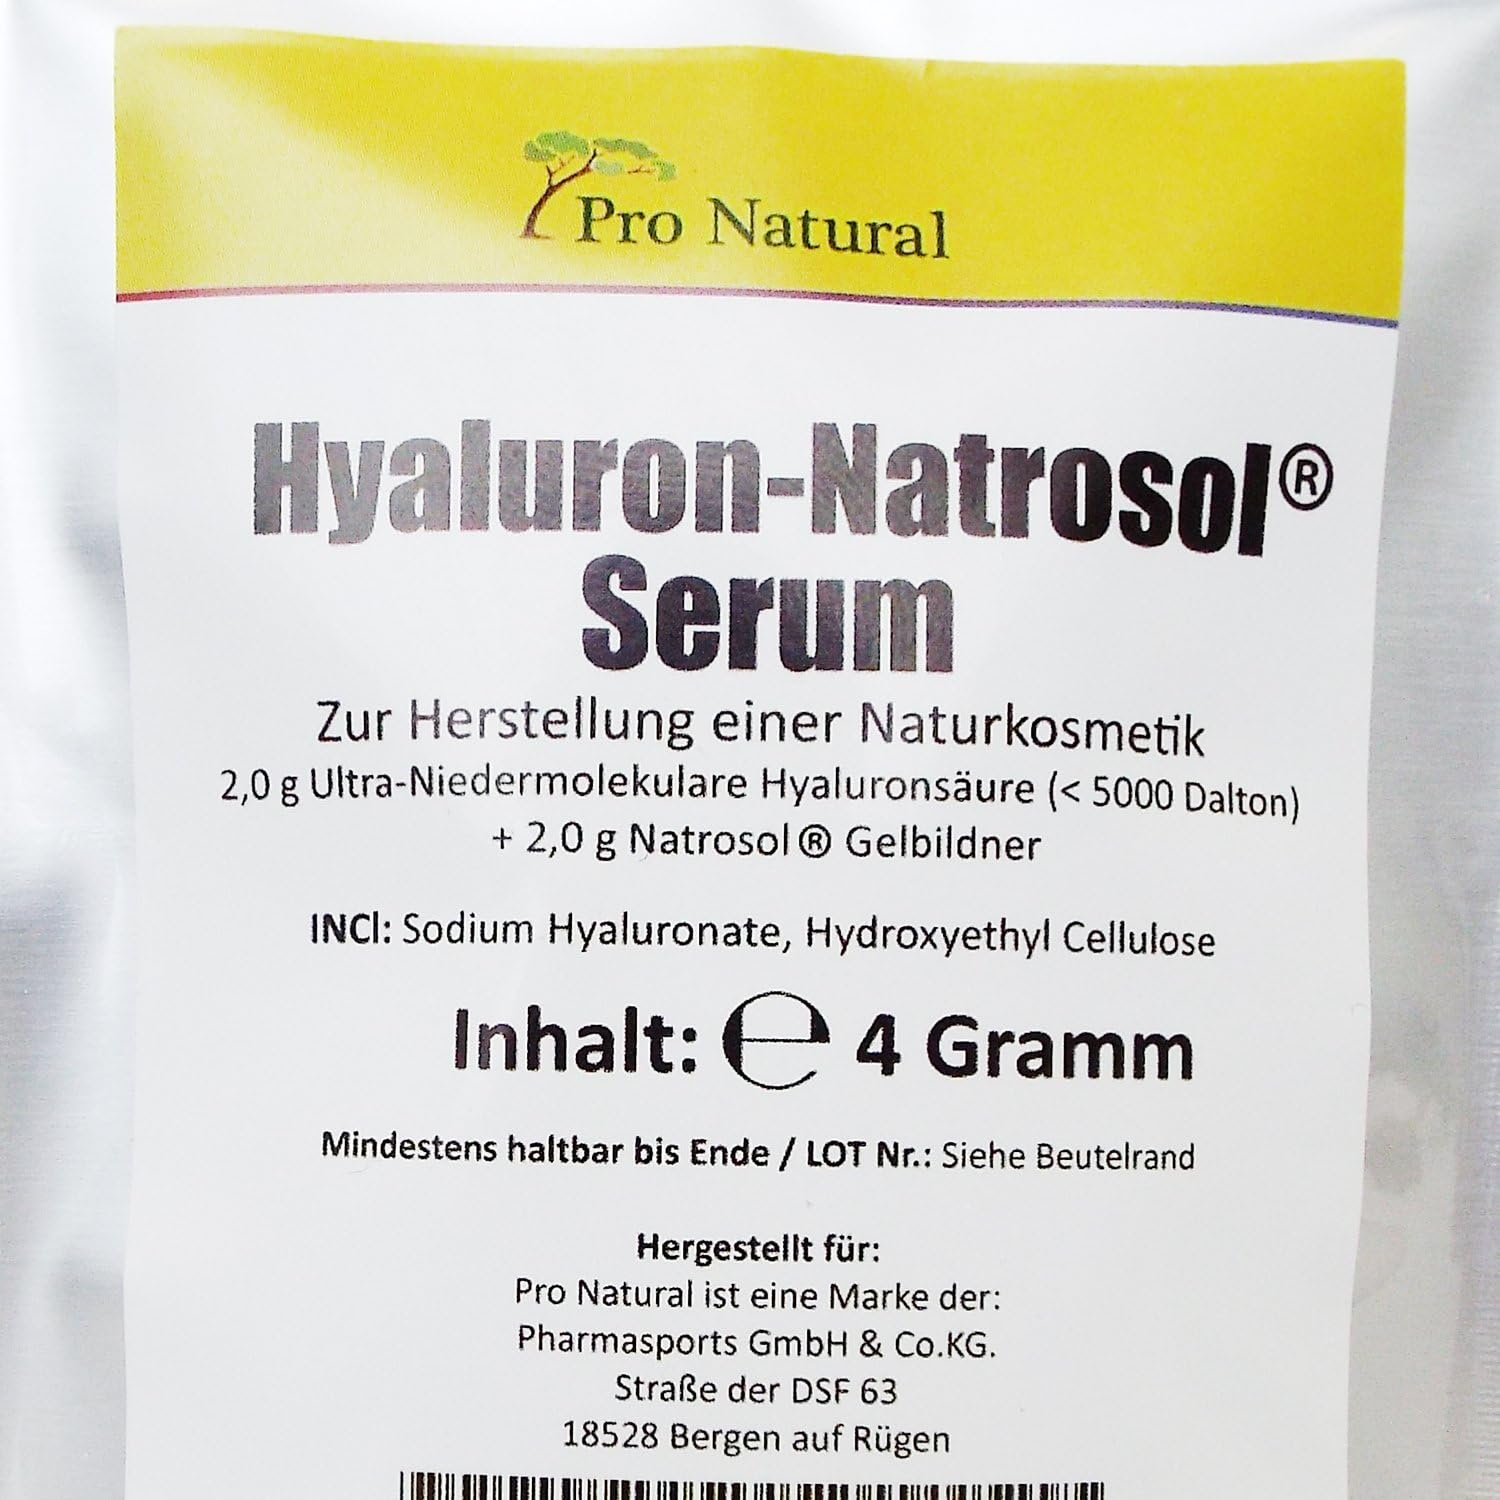 Pro Natural
Hyaluron-Natrosol®
Serum
Zur Herstellung einer Naturkosmetik
2,0 g Ultra-Niedermolekulare Hyaluronsäure (< 5000 Dalton)
+ 2,0 g Natrosol® Gelbildner
INCl: Sodium Hyaluronate, Hydroxyethyl Cellulose
Inhalt: ℮ 4 Gramm
Mindestens haltbar bis Ende / LOT Nr.: Siehe Beutelrand
Hergestellt für:
Pro Natural ist eine Marke der:
Pharmasports GmbH & Co.KG.
Straße der DSF 63
18528 Bergen auf Rügen